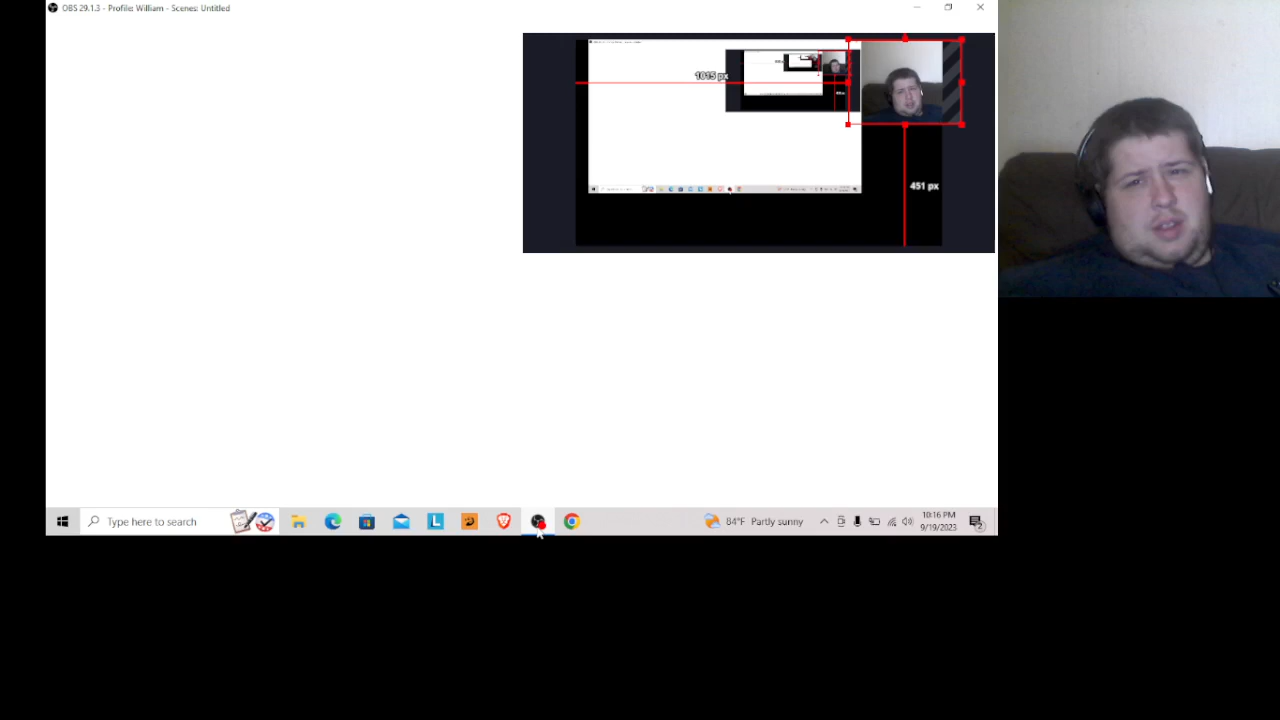 OBS 29.1.3 - Profile: William - Scenes: Untitled
1015 px
451 px
Type here to search
84°F Partly sunny
10:16 PM
9/19/2023
2